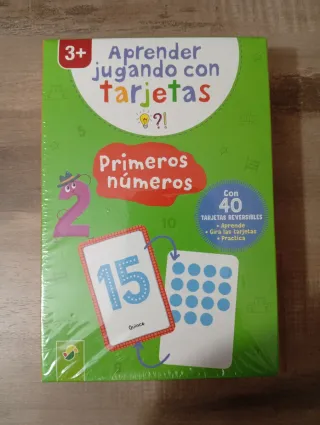 3+
Aprender
jugando con
tarjetas
?!
Primeros
números
2
Con
40
TARJETAS REVERSIBLES
• Aprende
• Gira las tarjetas
• Practica
15
Quince
10